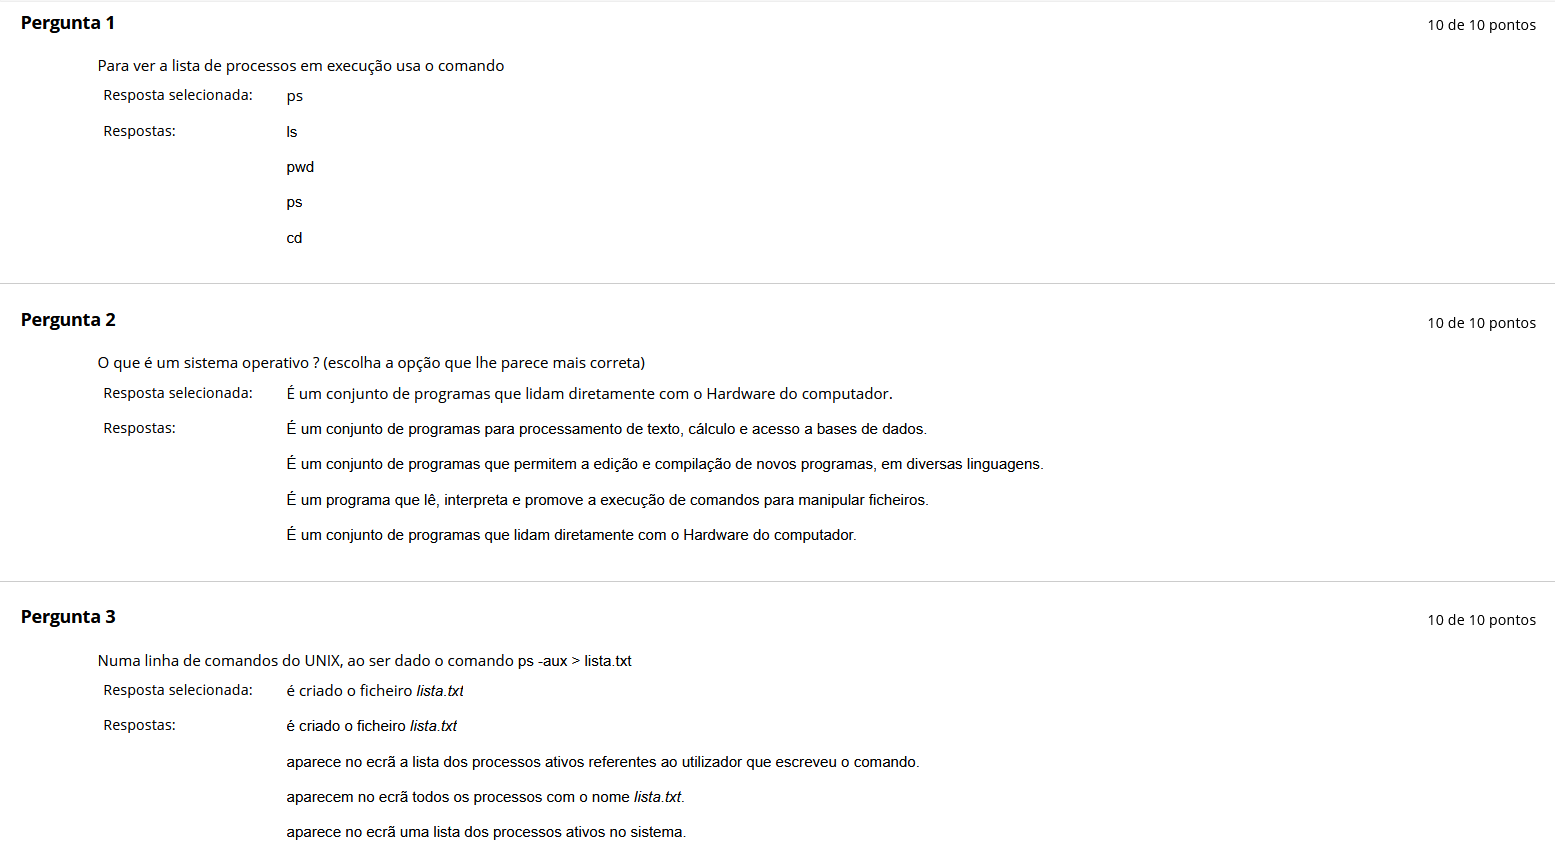 Pergunta 1
10 de 10 pontos
Para ver a lista de processos em execução usa o comando
Resposta selecionada: ps
Respostas: ls
pwd
ps
cd
Pergunta 2
10 de 10 pontos
O que é um sistema operativo ? (escolha a opção que lhe parece mais correta)
Resposta selecionada: É um conjunto de programas que lidam diretamente com o Hardware do computador.
Respostas: É um conjunto de programas para processamento de texto, cálculo e acesso a bases de dados.
É um conjunto de programas que permitem a edição e compilação de novos programas, em diversas linguagens.
É um programa que lê, interpreta e promove a execução de comandos para manipular ficheiros.
É um conjunto de programas que lidam diretamente com o Hardware do computador.
Pergunta 3
10 de 10 pontos
Numa linha de comandos do UNIX, ao ser dado o comando ps -aux > lista.txt
Resposta selecionada: é criado o ficheiro lista.txt
Respostas: é criado o ficheiro lista.txt
aparece no ecrã a lista dos processos ativos referentes ao utilizador que escreveu o comando.
aparecem no ecrã todos os processos com o nome lista.txt.
aparece no ecrã uma lista dos processos ativos no sistema.